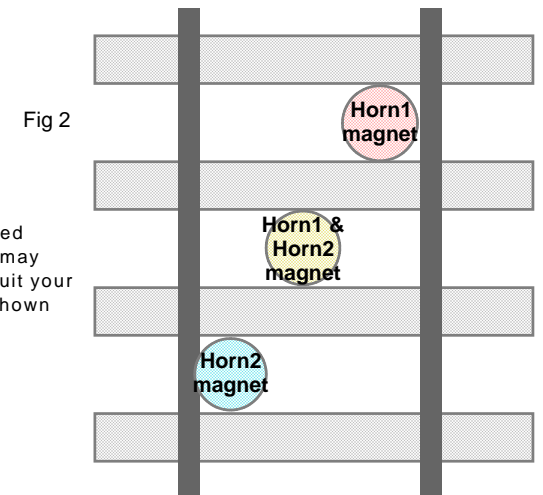 Fig 2
Horn1
magnet
Horn1 &
Horn2
magnet
ed
may
uit your
hown
Horn2
magnet